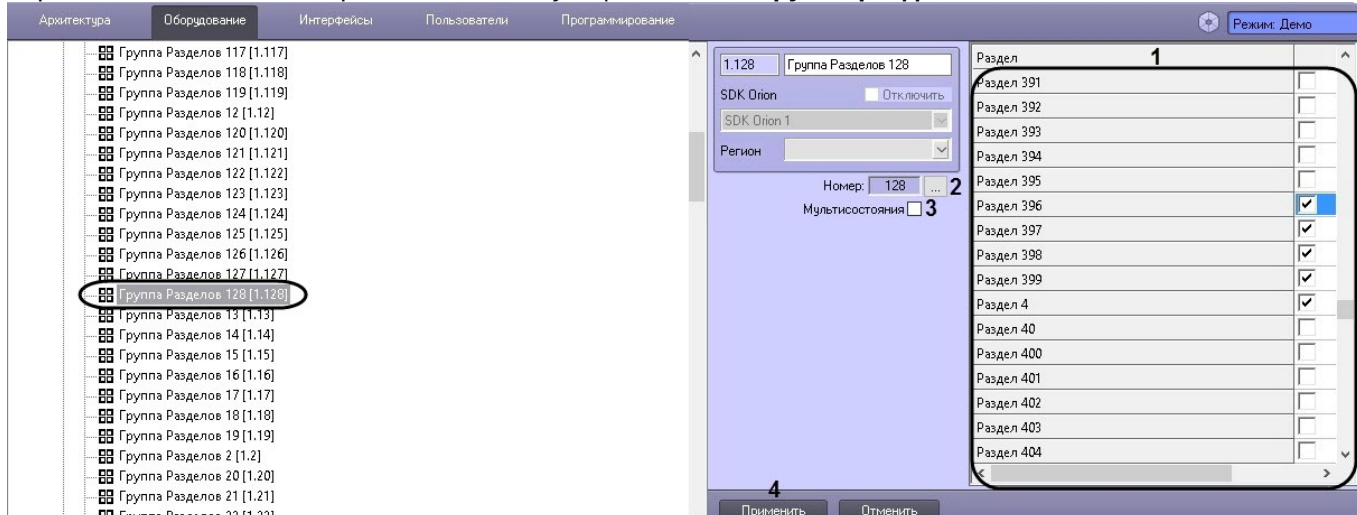 Архитектура Оборудование Интерфейсы Пользователи Программирование Режим: Демо
Группа Разделов 117 [1.117]
Группа Разделов 118 [1.118]
Группа Разделов 119 [1.119]
Группа Разделов 12 [1.12]
Группа Разделов 120 [1.120]
Группа Разделов 121 [1.121]
Группа Разделов 122 [1.122]
Группа Разделов 123 [1.123]
Группа Разделов 124 [1.124]
Группа Разделов 125 [1.125]
Группа Разделов 126 [1.126]
Группа Разделов 127 [1.127]
Группа Разделов 128 [1.128]
Группа Разделов 13 [1.13]
Группа Разделов 14 [1.14]
Группа Разделов 15 [1.15]
Группа Разделов 16 [1.16]
Группа Разделов 17 [1.17]
Группа Разделов 18 [1.18]
Группа Разделов 19 [1.19]
Группа Разделов 2 [1.2]
Группа Разделов 20 [1.20]
Группа Разделов 21 [1.21]
1.128 Группа Разделов 128
SDK Orion Отключить
SDK Orion 1
Регион
Номер: 128 ... 2
Мультисостояния 3
4
Применить Отменить
Раздел 1
Раздел 391
Раздел 392
Раздел 393
Раздел 394
Раздел 395
Раздел 396
Раздел 397
Раздел 398
Раздел 399
Раздел 4
Раздел 40
Раздел 400
Раздел 401
Раздел 402
Раздел 403
Раздел 404